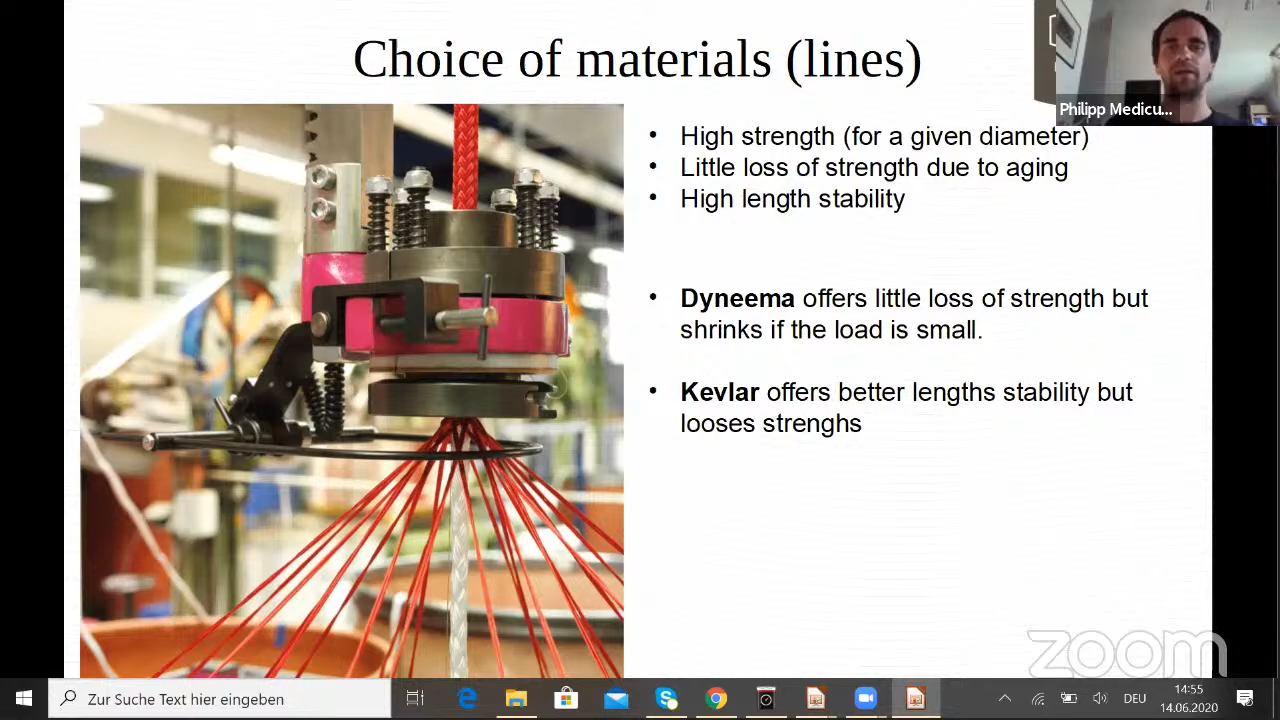 Choice of materials (lines)
Philipp Medicu...
• High strength (for a given diameter)
• Little loss of strength due to aging
• High length stability
• Dyneema offers little loss of strength but
shrinks if the load is small.
• Kevlar offers better lengths stability but
looses strenghs
zoom
Zur Suche Text hier eingeben
DEU
14:55
14.06.2020